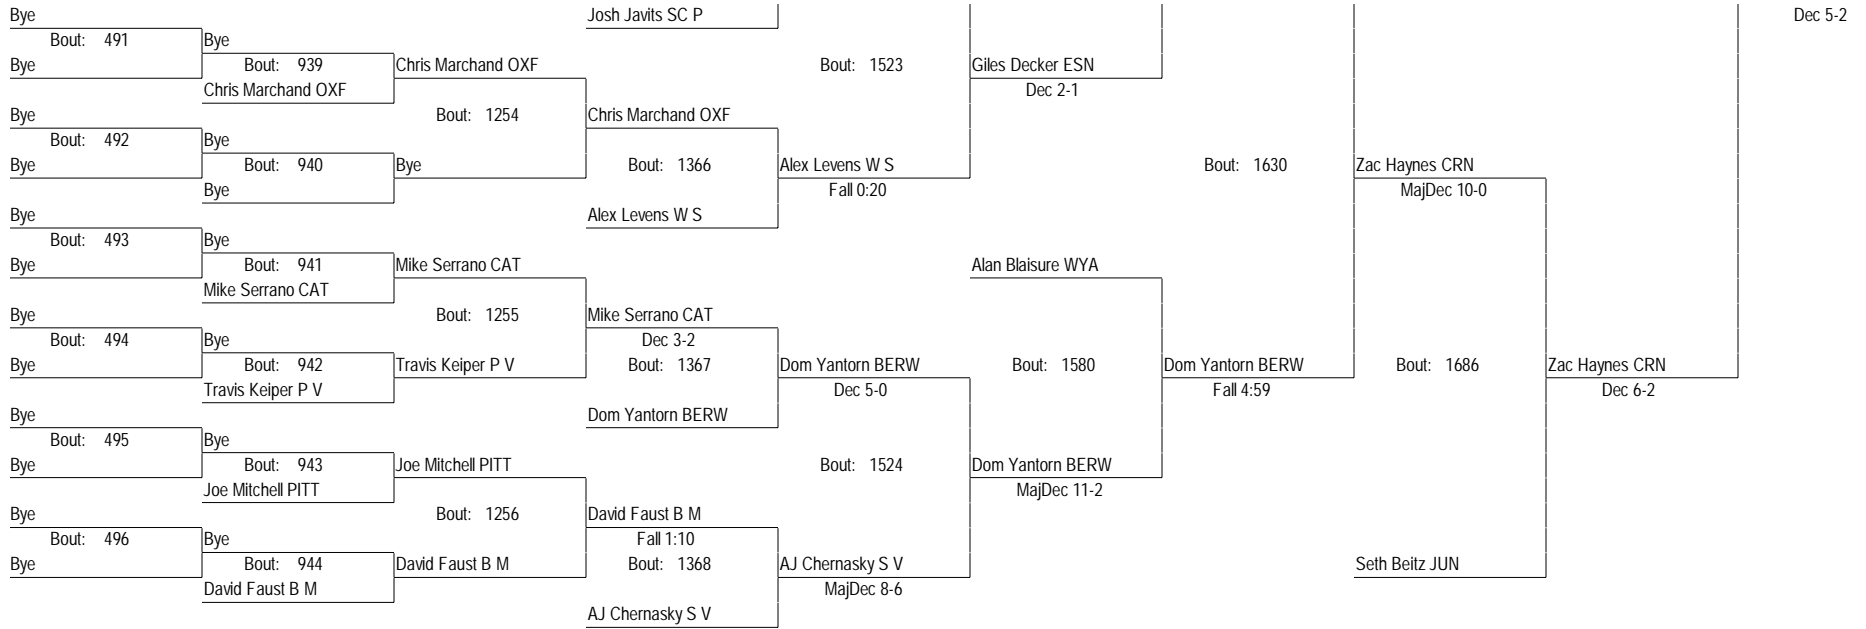 Bye Josh Javits SC P Dec 5-2
Bout: 491 Bye
Bye Bout: 939 Chris Marchand OXF Bout: 1523 Giles Decker ESN
Chris Marchand OXF Dec 2-1
Bye Bout: 1254 Chris Marchand OXF
Bout: 492 Bye
Bye Bout: 940 Bye Bout: 1366 Alex Levens W S Bout: 1630 Zac Haynes CRN
Bye Fall 0:20 MajDec 10-0
Bye Alex Levens W S
Bout: 493 Bye
Bye Bout: 941 Mike Serrano CAT Alan Blaisure WYA
Mike Serrano CAT
Bye Bout: 1255 Mike Serrano CAT
Bout: 494 Bye Dec 3-2
Bye Bout: 942 Travis Keiper P V Bout: 1367 Dom Yantorn BERW Bout: 1580 Dom Yantorn BERW Bout: 1686 Zac Haynes CRN
Travis Keiper P V Dec 5-0 Fall 4:59 Dec 6-2
Bye Dom Yantorn BERW
Bout: 495 Bye
Bye Bout: 943 Joe Mitchell PITT Bout: 1524 Dom Yantorn BERW
Joe Mitchell PITT MajDec 11-2
Bye Bout: 1256 David Faust B M
Bout: 496 Bye Fall 1:10
Bye Bout: 944 David Faust B M Bout: 1368 AJ Chernasky S V Seth Beitz JUN
David Faust B M MajDec 8-6
AJ Chernasky S V